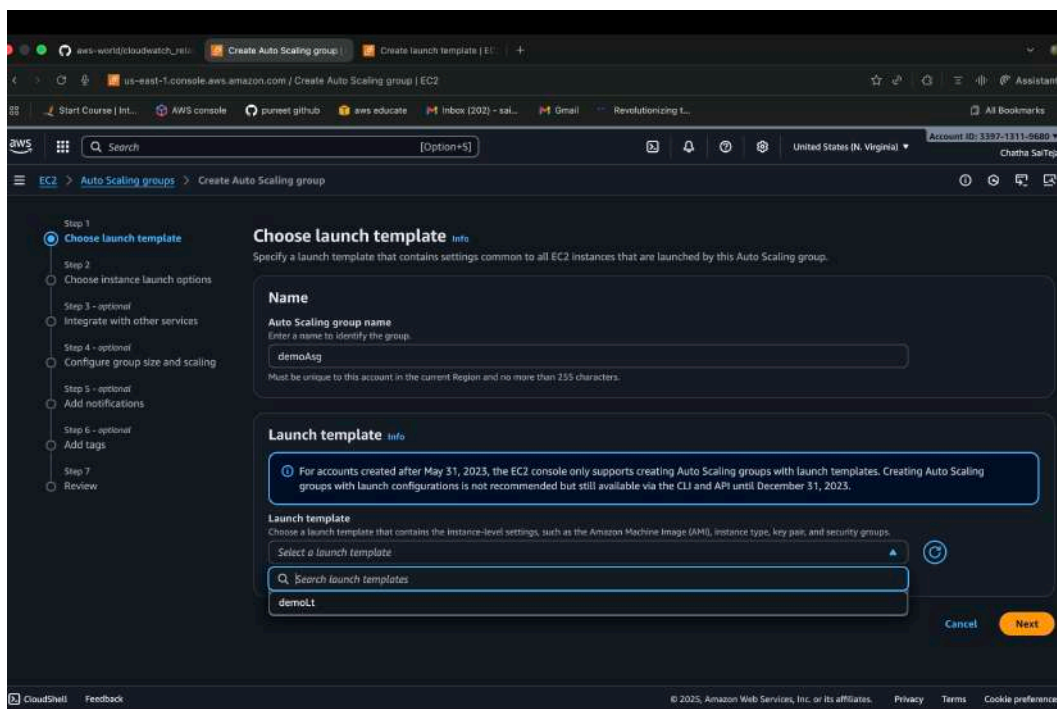 aws-world/cloudwatch_rela
Create Auto Scaling group |
Create launch template | EC
us-east-1.console.aws.amazon.com / Create Auto Scaling group | EC2
Assistant
Start Course | Int...
AWS console
puneet github
aws educate
Inbox (202) - sai...
Gmail
Revolutionizing t...
All Bookmarks
aws
Search
[Option+S]
United States (N. Virginia)
Account ID: 3397-1311-9680
Chatha SaiTej
EC2 > Auto Scaling groups > Create Auto Scaling group
Step 1
Choose launch template
Step 2
Choose instance launch options
Step 3 - optional
Integrate with other services
Step 4 - optional
Configure group size and scaling
Step 5 - optional
Add notifications
Step 6 - optional
Add tags
Step 7
Review
Choose launch template Info
Specify a launch template that contains settings common to all EC2 instances that are launched by this Auto Scaling group.
Name
Auto Scaling group name
Enter a name to identify the group.
demoAsg
Must be unique to this account in the current Region and no more than 255 characters.
Launch template Info
For accounts created after May 31, 2023, the EC2 console only supports creating Auto Scaling groups with launch templates. Creating Auto Scaling
groups with launch configurations is not recommended but still available via the CLI and API until December 31, 2023.
Launch template
Choose a launch template that contains the instance-level settings, such as the Amazon Machine Image (AMI), instance type, key pair, and security groups.
Select a launch template
Search launch templates
demoLt
Cancel
Next
CloudShell
Feedback
© 2025, Amazon Web Services, Inc. or its affiliates.
Privacy
Terms
Cookie preference